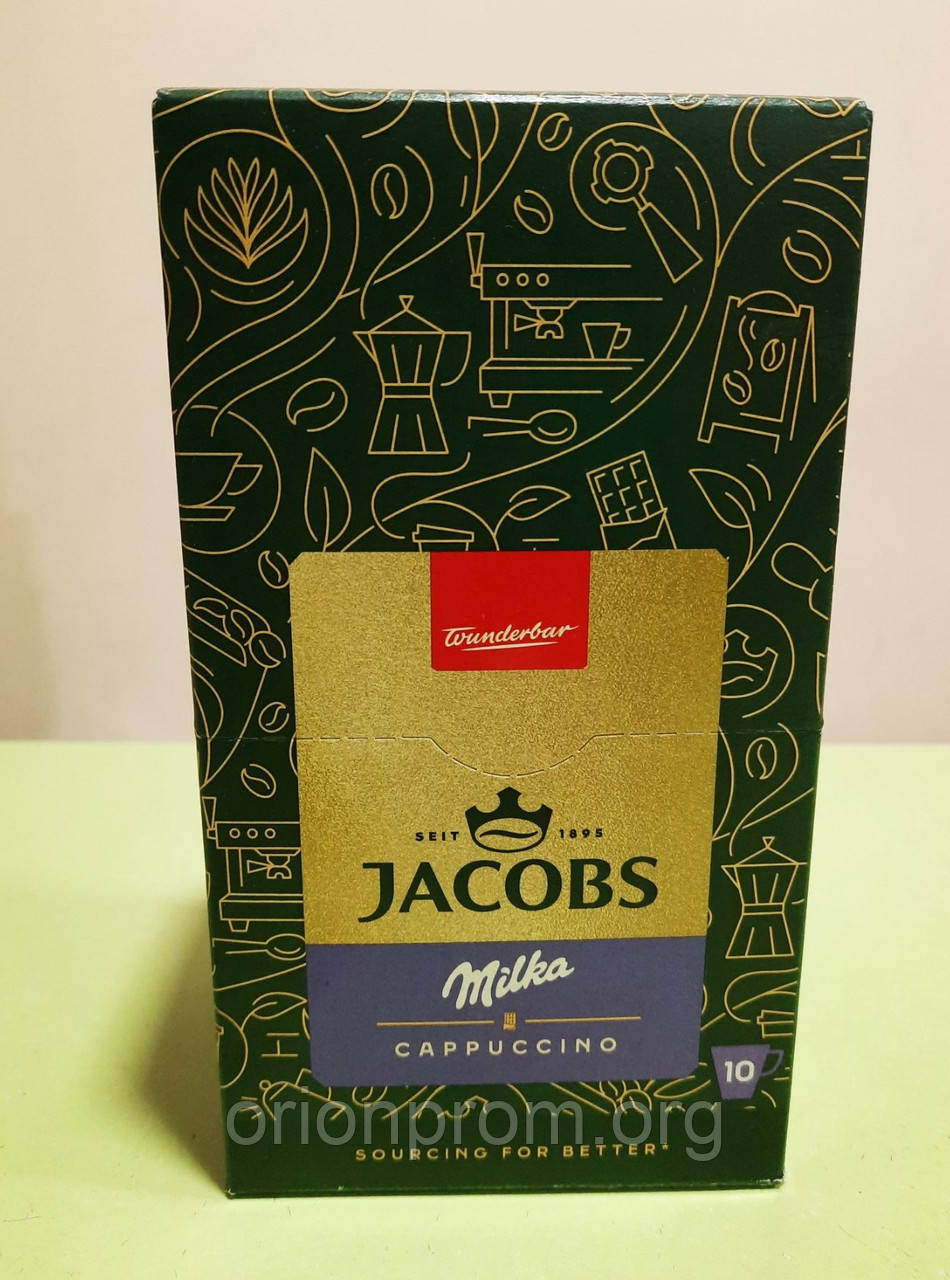 Wunderbar
SEIT 1895
JACOBS
Milka
CAPPUCCINO
10
orionprom.org
SOURCING FOR BETTER*